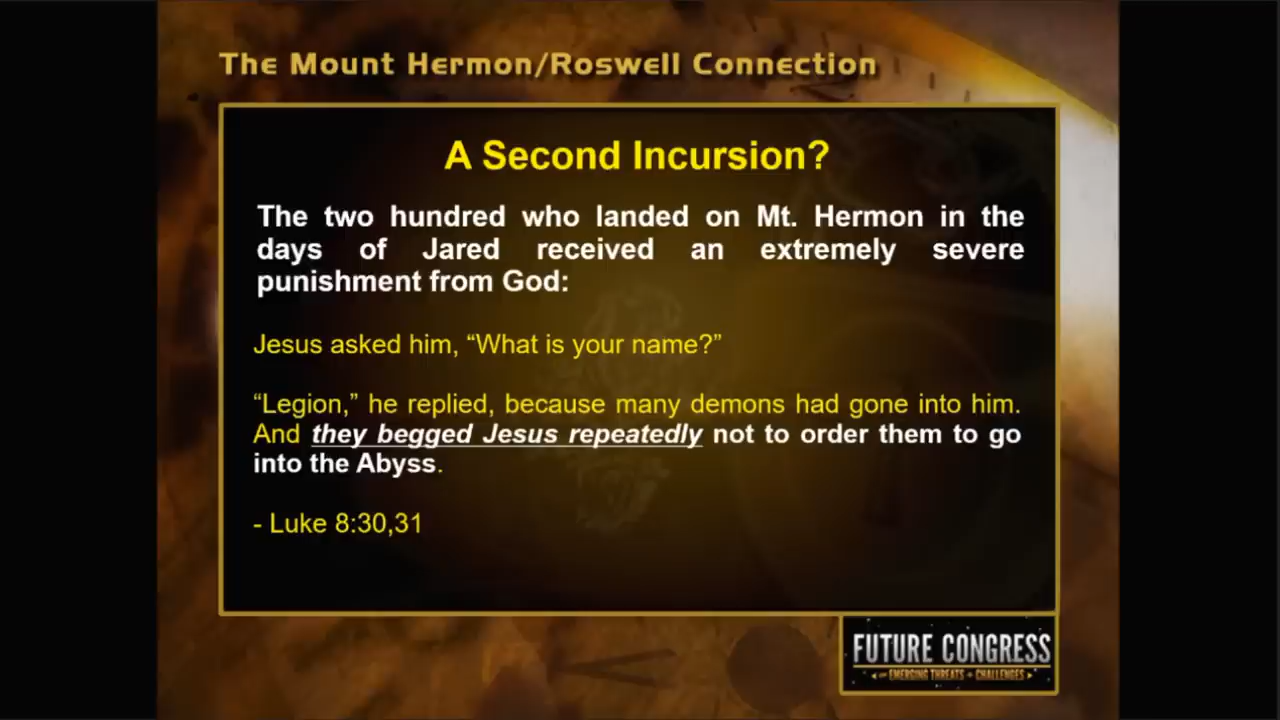 The Mount Hermon/Roswell Connection
A Second Incursion?
The two hundred who landed on Mt. Hermon in the
days of Jared received an extremely severe
punishment from God:
Jesus asked him, “What is your name?”
“Legion,” he replied, because many demons had gone into him.
And they begged Jesus repeatedly not to order them to go
into the Abyss.
- Luke 8:30,31
FUTURE CONGRESS
EMERGING THREATS + CHALLENGES